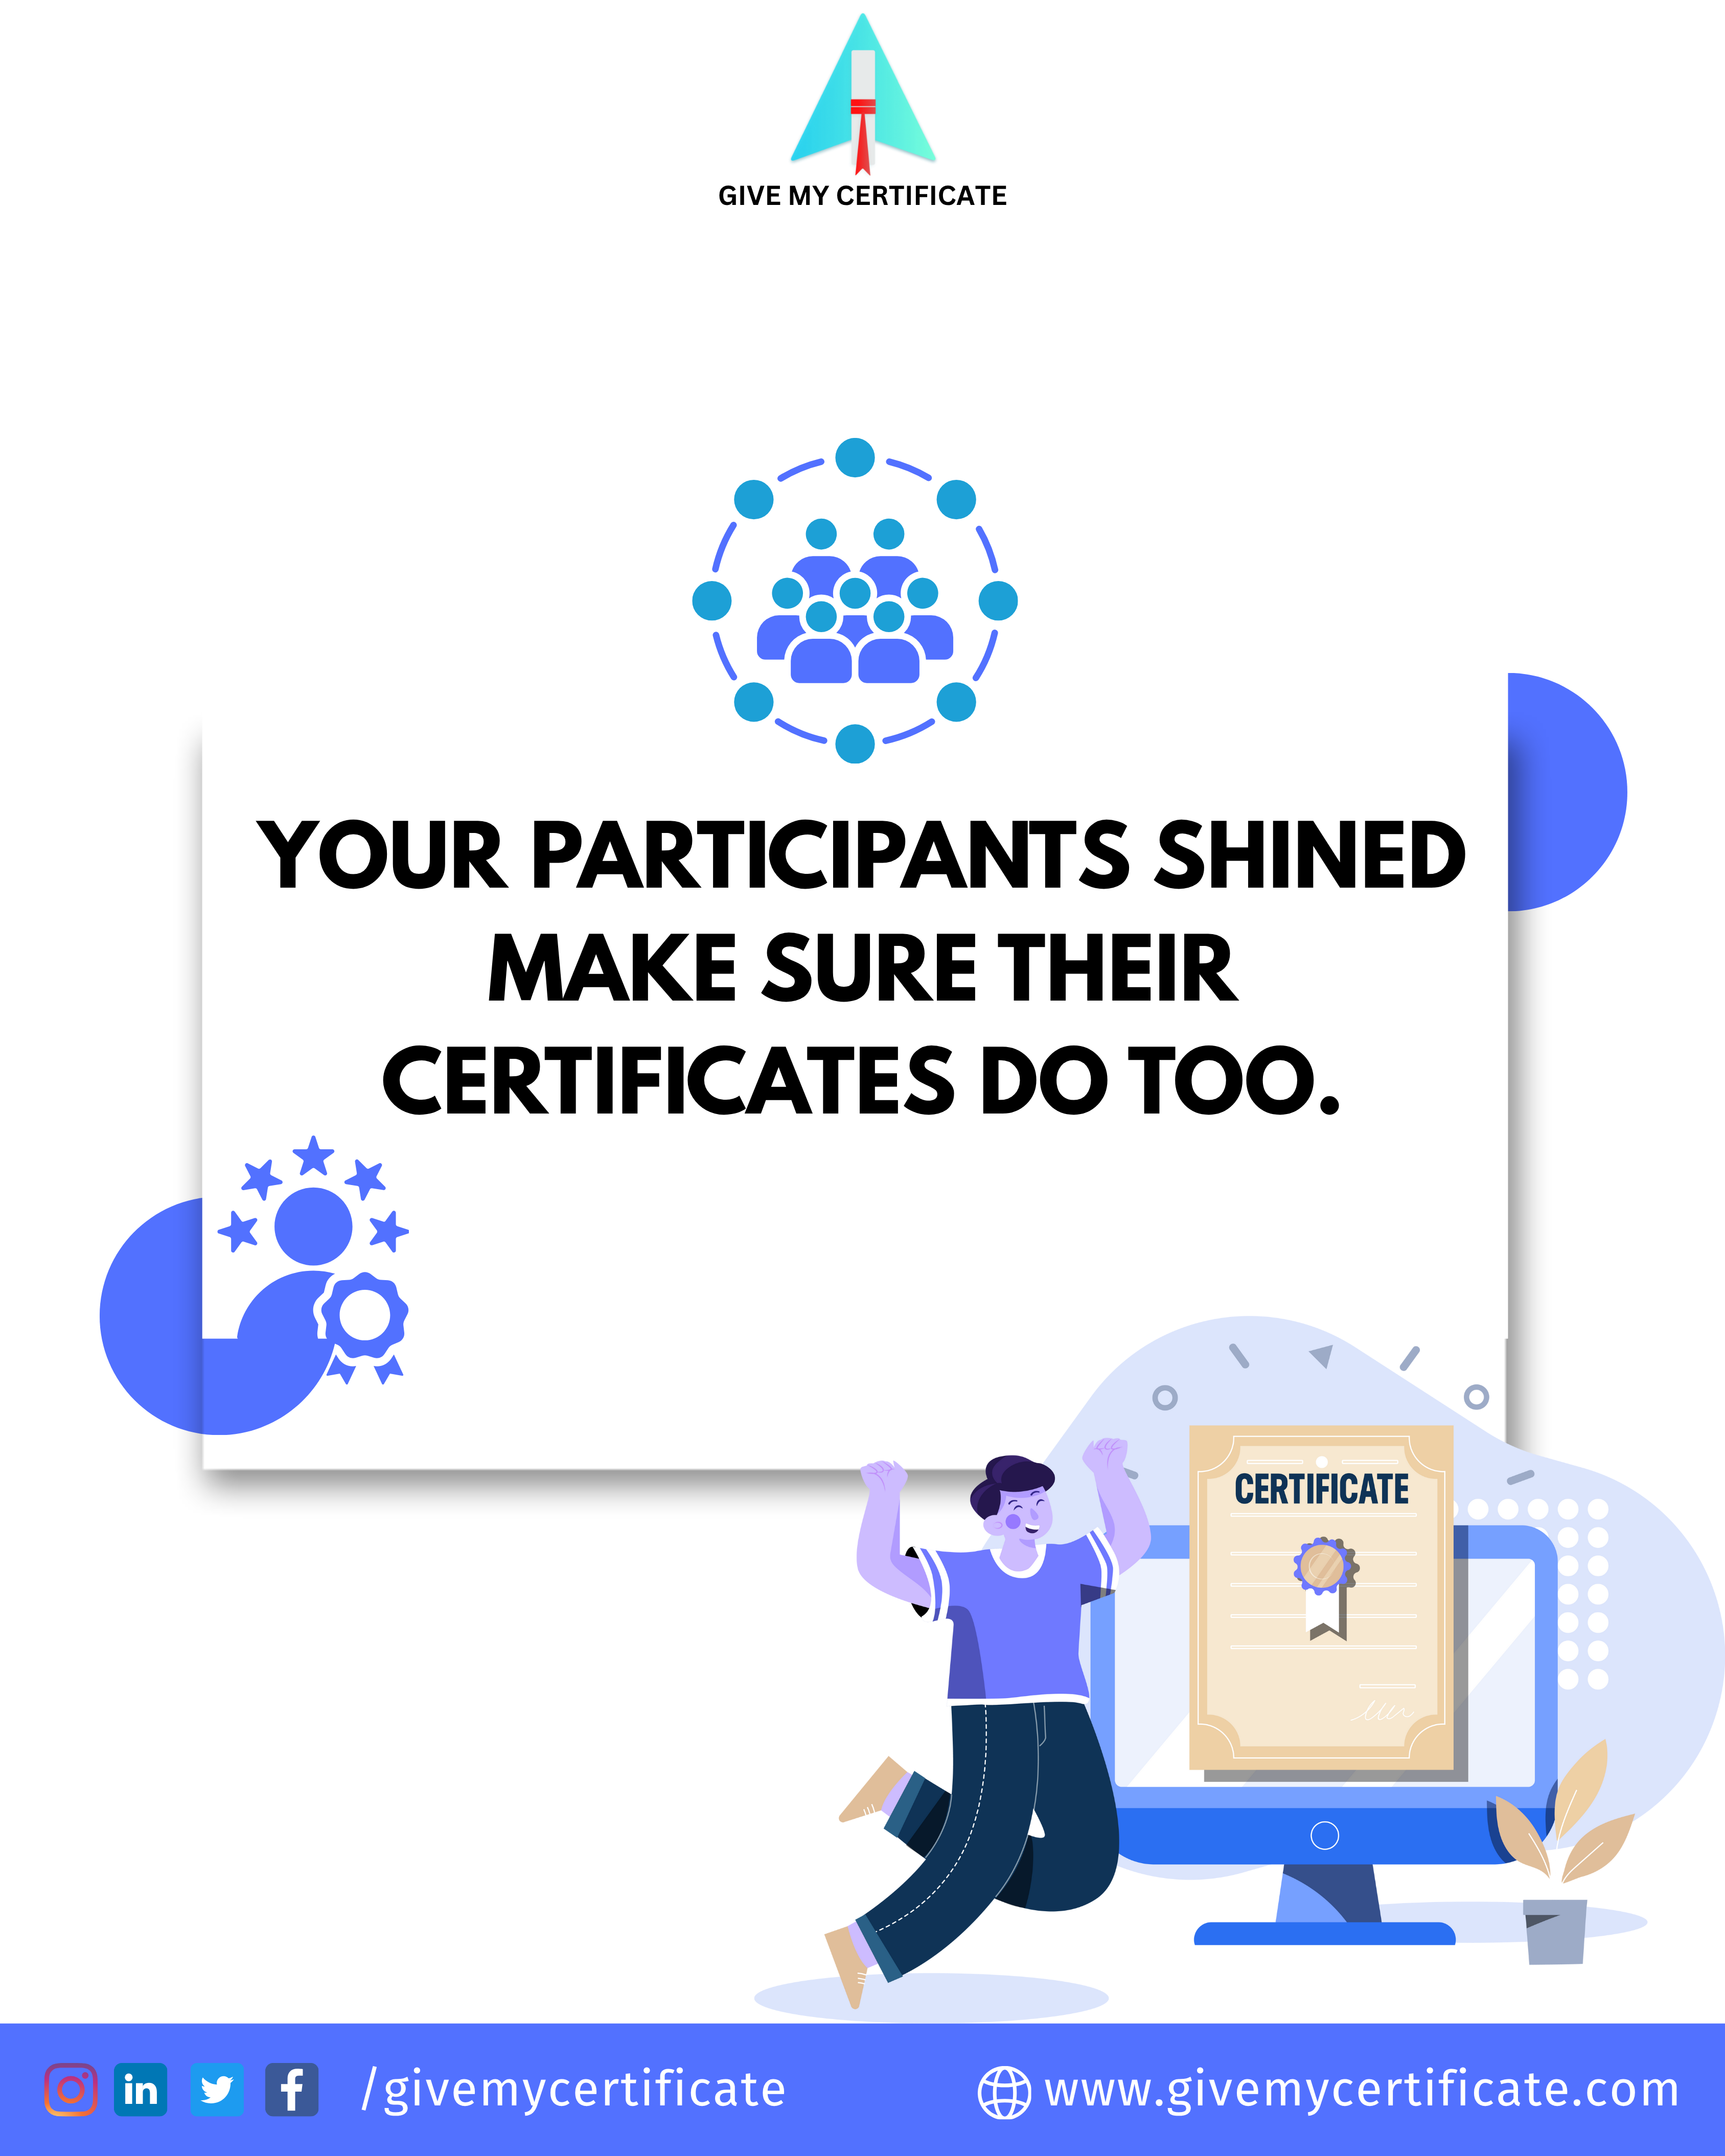 GIVE MY CERTIFICATE
YOUR PARTICIPANTS SHINED
MAKE SURE THEIR
CERTIFICATES DO TOO.
CERTIFICATE
in
f
/givemycertificate
www.givemycertificate.com